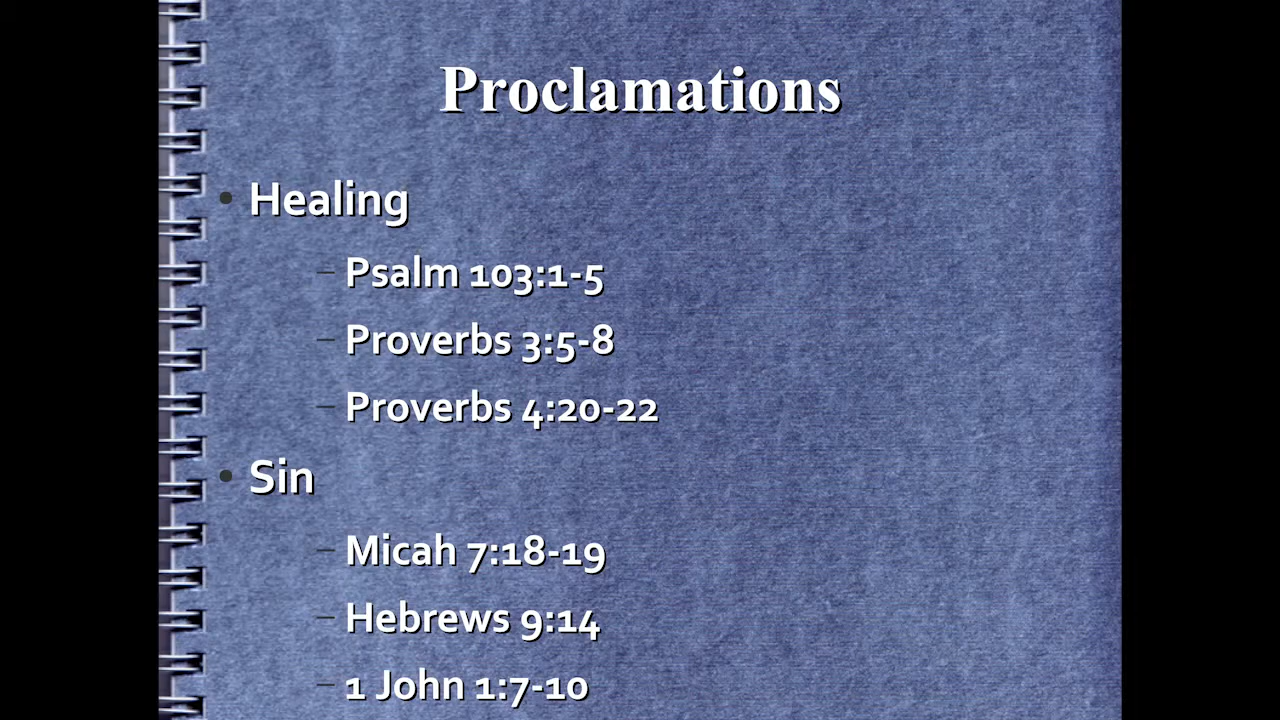 Proclamations
• Healing
– Psalm 103:1-5
– Proverbs 3:5-8
– Proverbs 4:20-22
• Sin
– Micah 7:18-19
– Hebrews 9:14
– 1 John 1:7-10